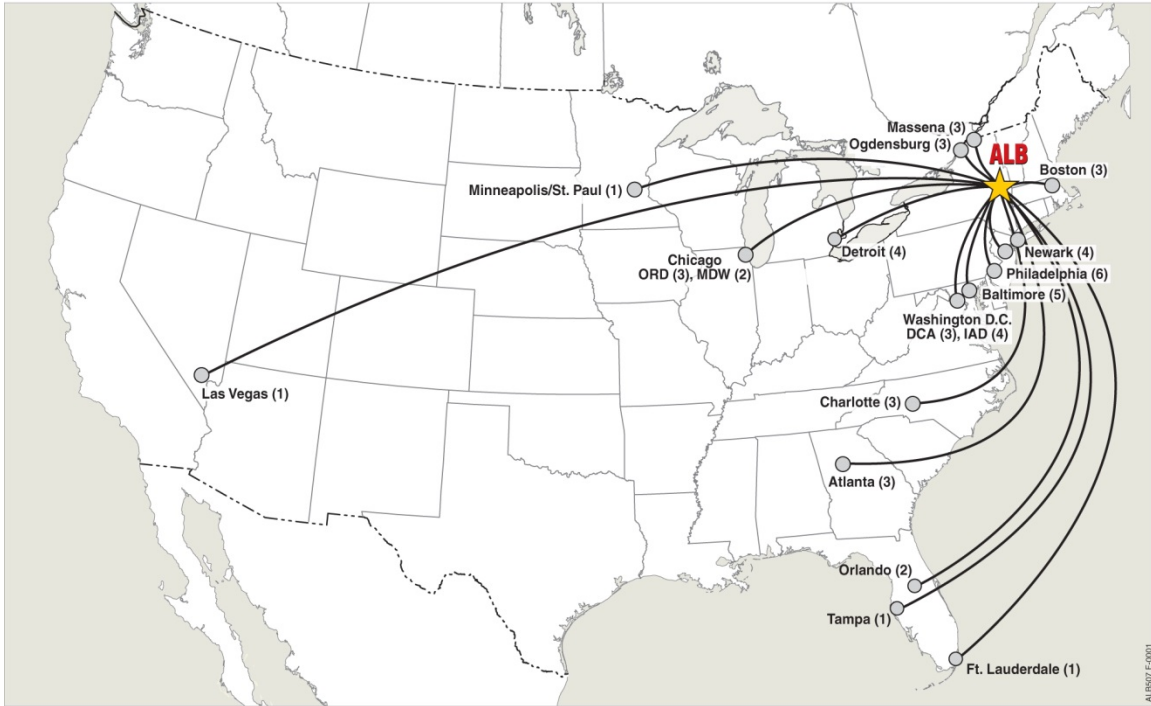 Massena (3)
Ogdensburg (3)
ALB
Boston (3)
Minneapolis/St. Paul (1)
Detroit (4)
Newark (4)
Chicago
ORD (3), MDW (2)
Philadelphia (6)
Baltimore (5)
Washington D.C.
DCA (3), IAD (4)
Las Vegas (1)
Charlotte (3)
Atlanta (3)
Orlando (2)
Tampa (1)
Ft. Lauderdale (1)
ALB507 F-0001